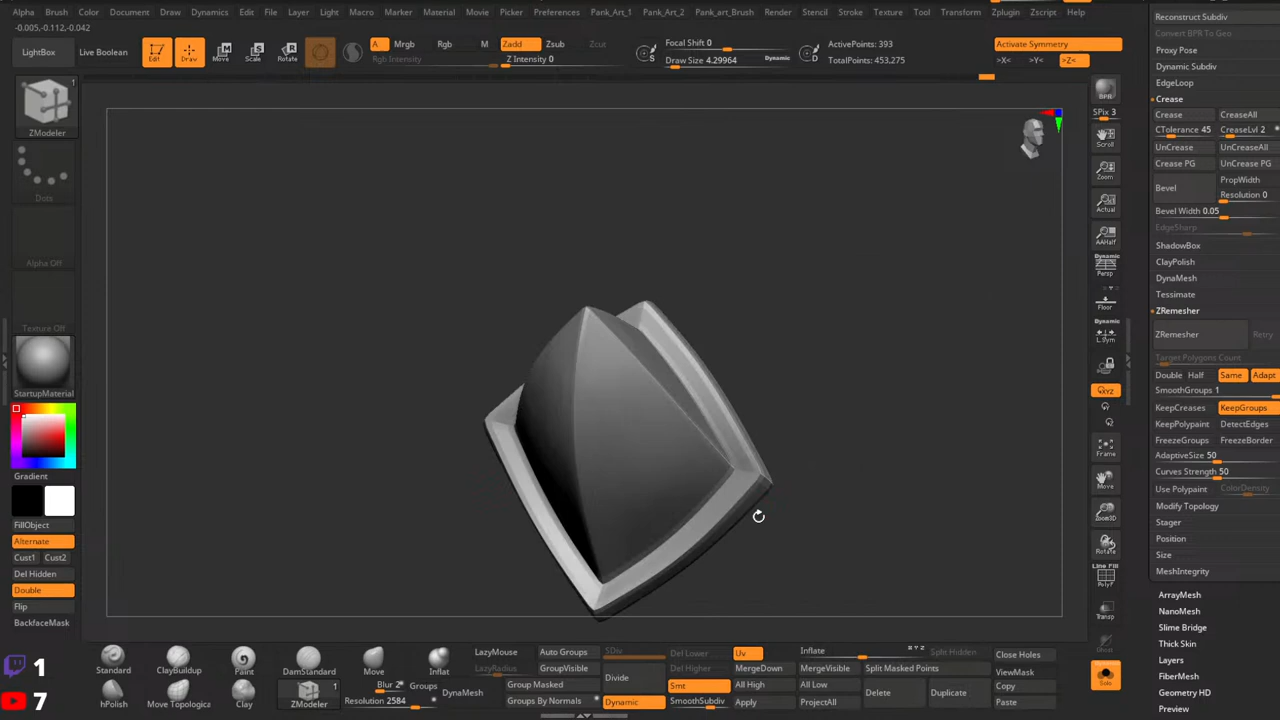 Alpha Brush Color Document Draw Dynamics Edit File Layer Light Macro Marker Material Movie Picker Preferences Pank_Art_1 Pank_Art_2 Pank_art_Brush Render Stencil Stroke Texture Tool Transform Zplugin Zscript Help
-0.005,-0.112,-0.042
LightBox
Live Boolean
Edit
Draw
Move
Scale
Rotate
A
Mrgb
Rgb
M
Rgb Intensity
Zadd
Zsub
Zcut
Z Intensity 0
Focal Shift 0
Draw Size 4.29964
Dynamic
ActivePoints: 393
TotalPoints: 453,275
Activate Symmetry
>X< >Y< >Z<
1
ZModeler
Dots
Alpha Off
Texture Off
StartupMaterial
Gradient
FillObject
Alternate
Cust1 Cust2
Del Hidden
Double
Flip
BackfaceMask
1
7
BPR
SPix 3
Scroll
Zoom
Actual
AAHalf
Dynamic
Persp
Floor
Dynamic
L.Sym
Frame
Move
Zoom3D
Rotate
Line Fill
PolyF
Transp
Ghost
Solo
Reconstruct Subdiv
Convert BPR To Geo
Proxy Pose
Dynamic Subdiv
EdgeLoop
Crease
Crease CreaseAll
CTolerance 45 CreaseLvl 2
UnCrease UnCreaseAll
Crease PG UnCrease PG
Bevel
PropWidth
Resolution 0
Bevel Width 0.05
EdgeSharp
ShadowBox
ClayPolish
DynaMesh
Tessimate
ZRemesher
ZRemesher Retry
Target Polygons Count
Double Half Same Adapt
SmoothGroups 1
KeepCreases KeepGroups
KeepPolypaint DetectEdges
FreezeGroups FreezeBorder
AdaptiveSize 50
Curves Strength 50
Use Polypaint ColorDensity
Modify Topology
Stager
Position
Size
MeshIntegrity
ArrayMesh
NanoMesh
Slime Bridge
Thick Skin
Layers
FiberMesh
Geometry HD
Preview
Standard
ClayBuildup
Paint
DamStandard
Move
Inflat
LazyMouse
LazyRadius
Auto Groups
GroupVisible
SDiv
Divide
Del Lower
Del Higher
Uv
MergeDown
Inflate
MergeVisible
Split Hidden
Split Masked Points
Close Holes
ViewMask
hPolish
Move Topologica
Clay
1
ZModeler
Blur 2
Groups
Resolution 2584
DynaMesh
Group Masked
Groups By Normals
Dynamic
Smt
SmoothSubdiv
All High
Apply
All Low
ProjectAll
Delete
Duplicate
Copy
Paste